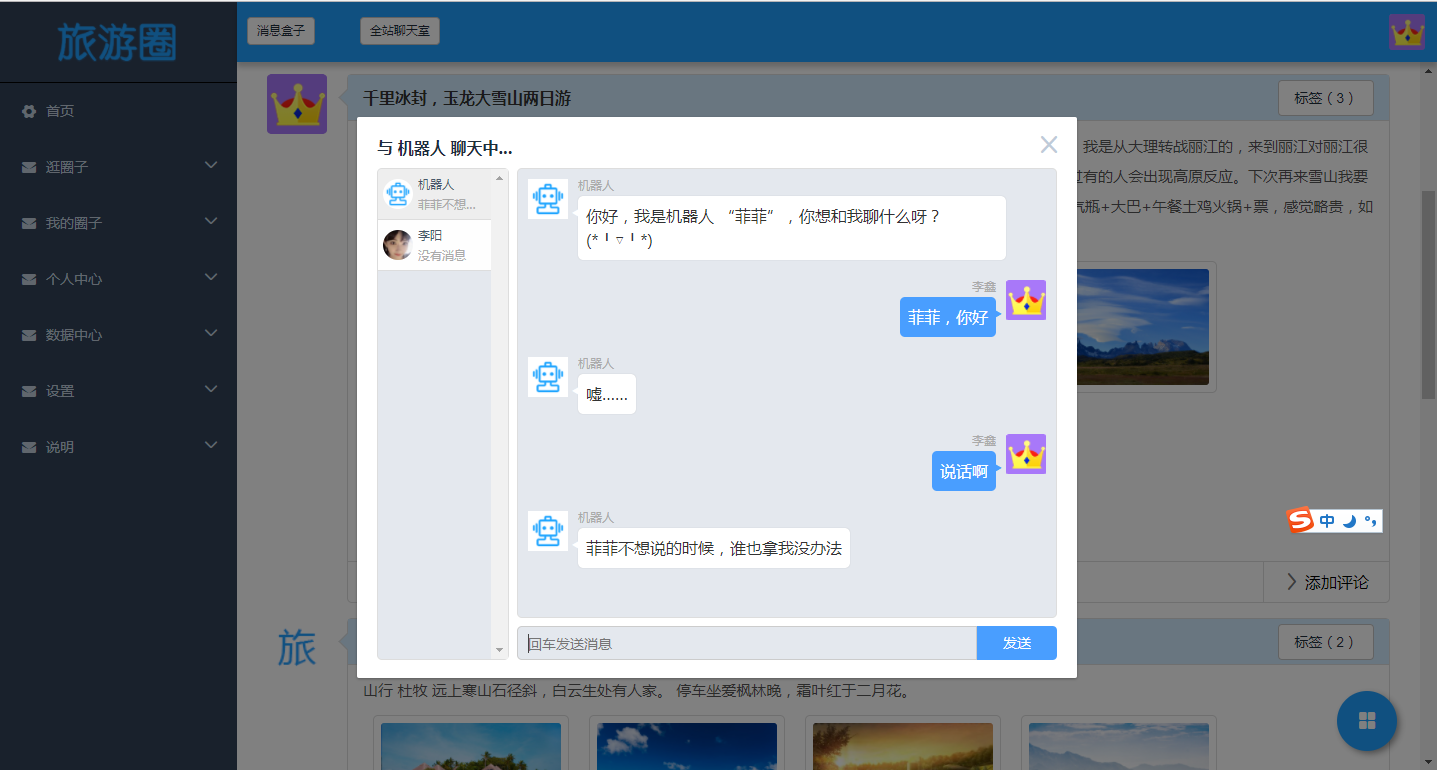 旅游圈
消息盒子
全站聊天室
首页
逛圈子
我的圈子
个人中心
数据中心
设置
说明
千里冰封，玉龙大雪山两日游
标签 ( 3 )
我是从大理转战丽江的，来到丽江对丽江很
过有的人会出现高原反应。下次再来雪山我要
气瓶+大巴+午餐土鸡火锅+票，感觉略贵，如
与 机器人 聊天中...
机器人
菲菲不想...
李阳
没有消息
机器人
你好，我是机器人 “菲菲” ，你想和我聊什么呀？
(*╹▽╹*)
李鑫
菲菲，你好
机器人
嘘......
李鑫
说话啊
机器人
菲菲不想说的时候，谁也拿我没办法
回车发送消息
发送
S 中
添加评论
旅
标签 ( 2 )
山行 杜牧 远上寒山石径斜，白云生处有人家。 停车坐爱枫林晚，霜叶红于二月花。